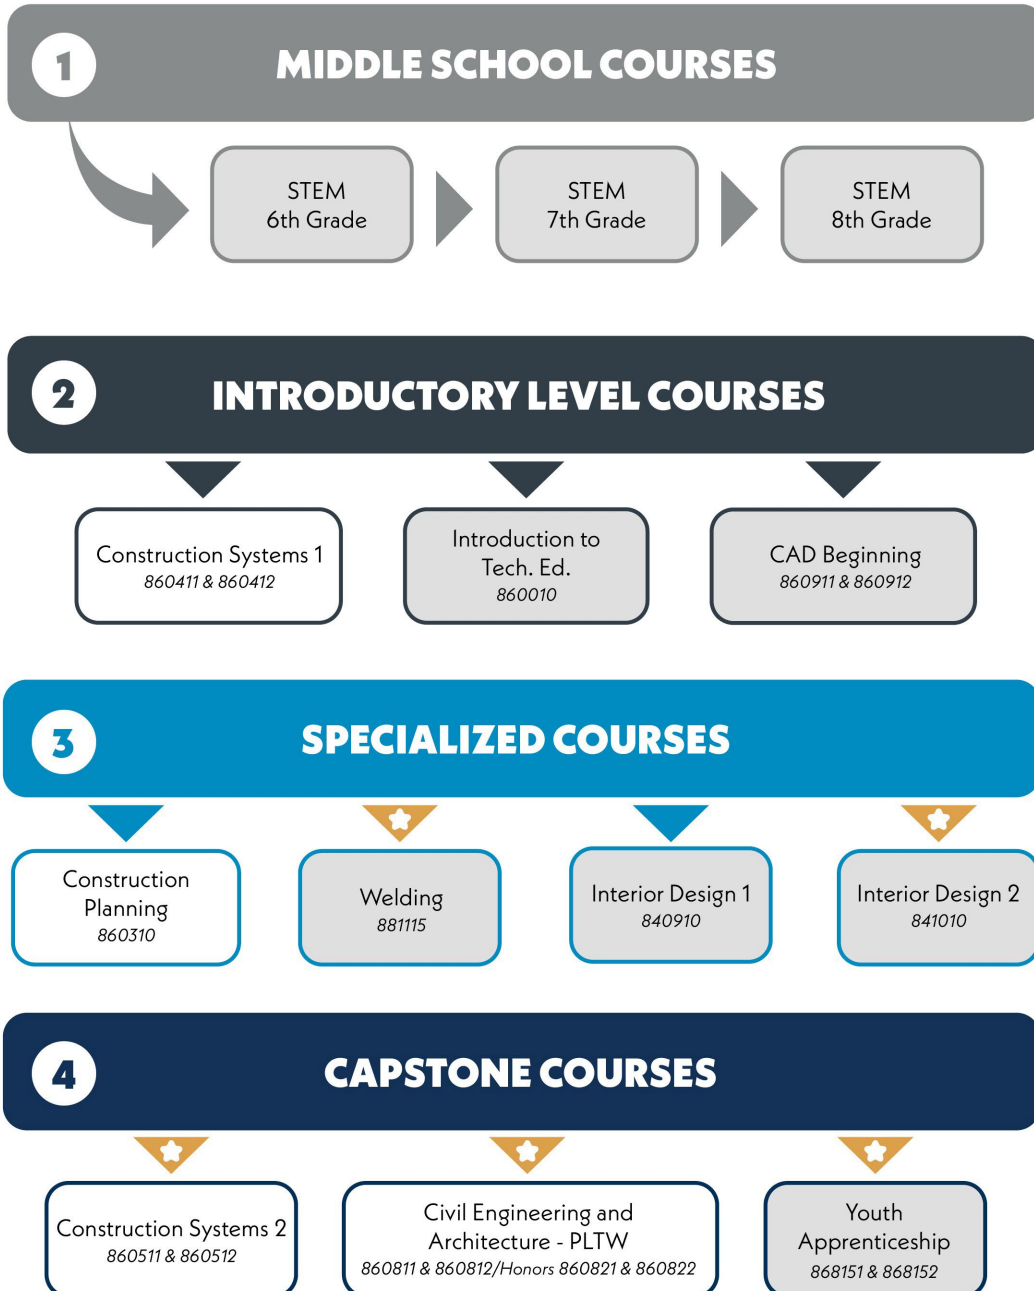 1
MIDDLE SCHOOL COURSES
STEM
6th Grade
STEM
7th Grade
STEM
8th Grade
2
INTRODUCTORY LEVEL COURSES
Construction Systems 1
860411 & 860412
Introduction to
Tech. Ed.
860010
CAD Beginning
860911 & 860912
3
SPECIALIZED COURSES
Construction
Planning
860310
Welding
881115
Interior Design 1
840910
Interior Design 2
841010
4
CAPSTONE COURSES
Construction Systems 2
860511 & 860512
Civil Engineering and
Architecture - PLTW
860811 & 860812/Honors 860821 & 860822
Youth
Apprenticeship
868151 & 868152